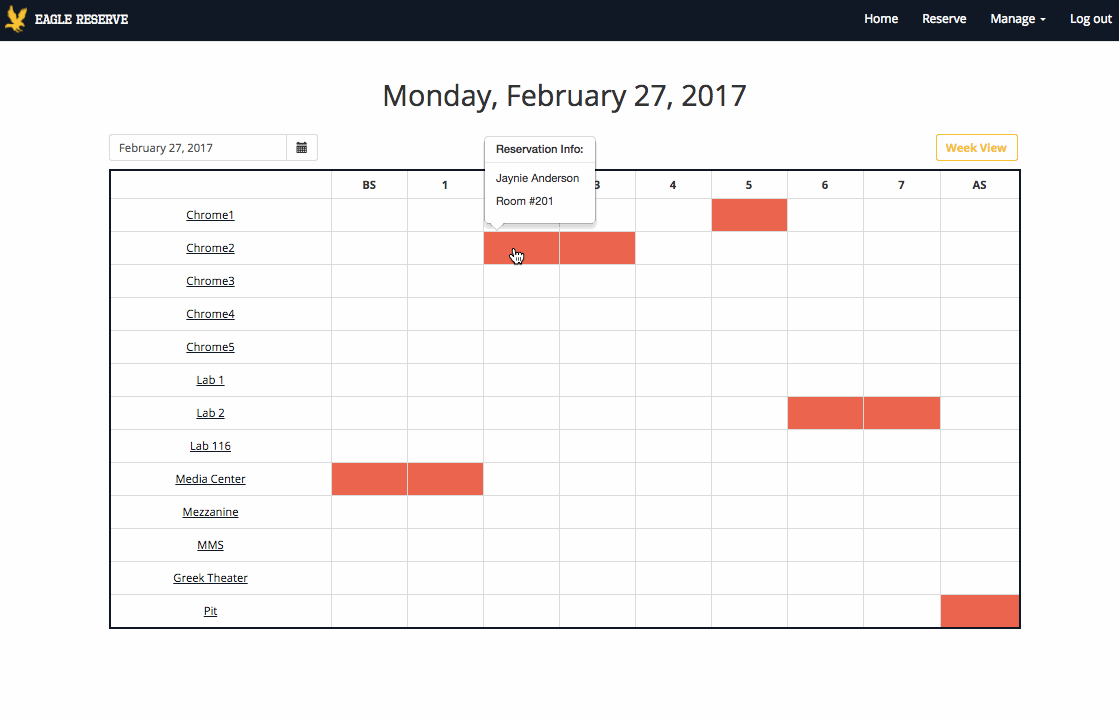 EAGLE RESERVE
Home Reserve Manage Log out
Monday, February 27, 2017
February 27, 2017
Week View
Reservation Info:
Jaynie Anderson
Room #201
BS 1 3 4 5 6 7 AS
Chrome1
Chrome2
Chrome3
Chrome4
Chrome5
Lab 1
Lab 2
Lab 116
Media Center
Mezzanine
MMS
Greek Theater
Pit